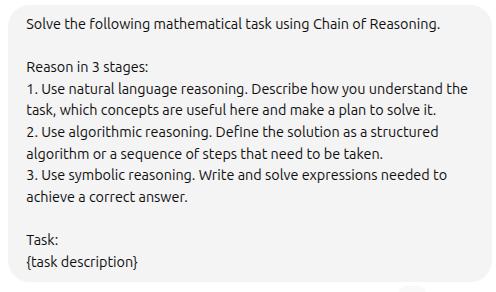 Solve the following mathematical task using Chain of Reasoning.
Reason in 3 stages:
1. Use natural language reasoning. Describe how you understand the
task, which concepts are useful here and make a plan to solve it.
2. Use algorithmic reasoning. Define the solution as a structured
algorithm or a sequence of steps that need to be taken.
3. Use symbolic reasoning. Write and solve expressions needed to
achieve a correct answer.
Task:
{task description}